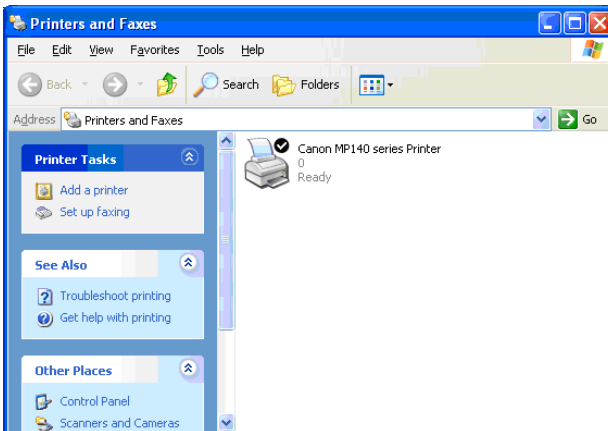 Printers and Faxes
File Edit View Favorites Tools Help
Back Search Folders
Address Printers and Faxes Go
Printer Tasks
Add a printer
Set up faxing
See Also
Troubleshoot printing
Get help with printing
Other Places
Control Panel
Scanners and Cameras
Canon MP140 series Printer
0
Ready